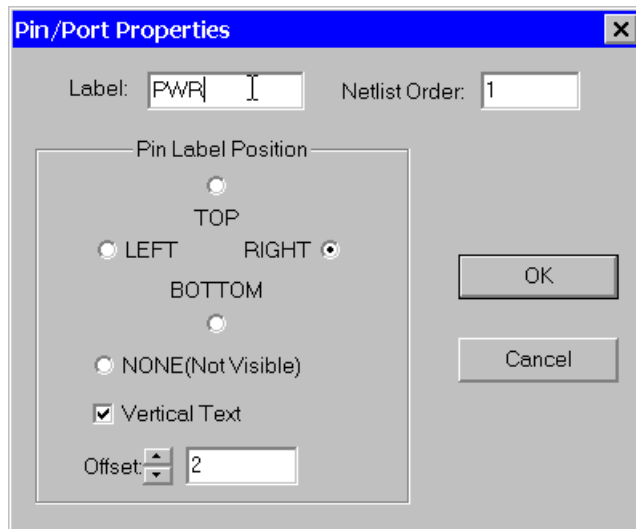 Pin/Port Properties
Label: PWR Netlist Order: 1
Pin Label Position
TOP
LEFT RIGHT
BOTTOM
OK
NONE(Not Visible)
Cancel
Vertical Text
Offset: 2